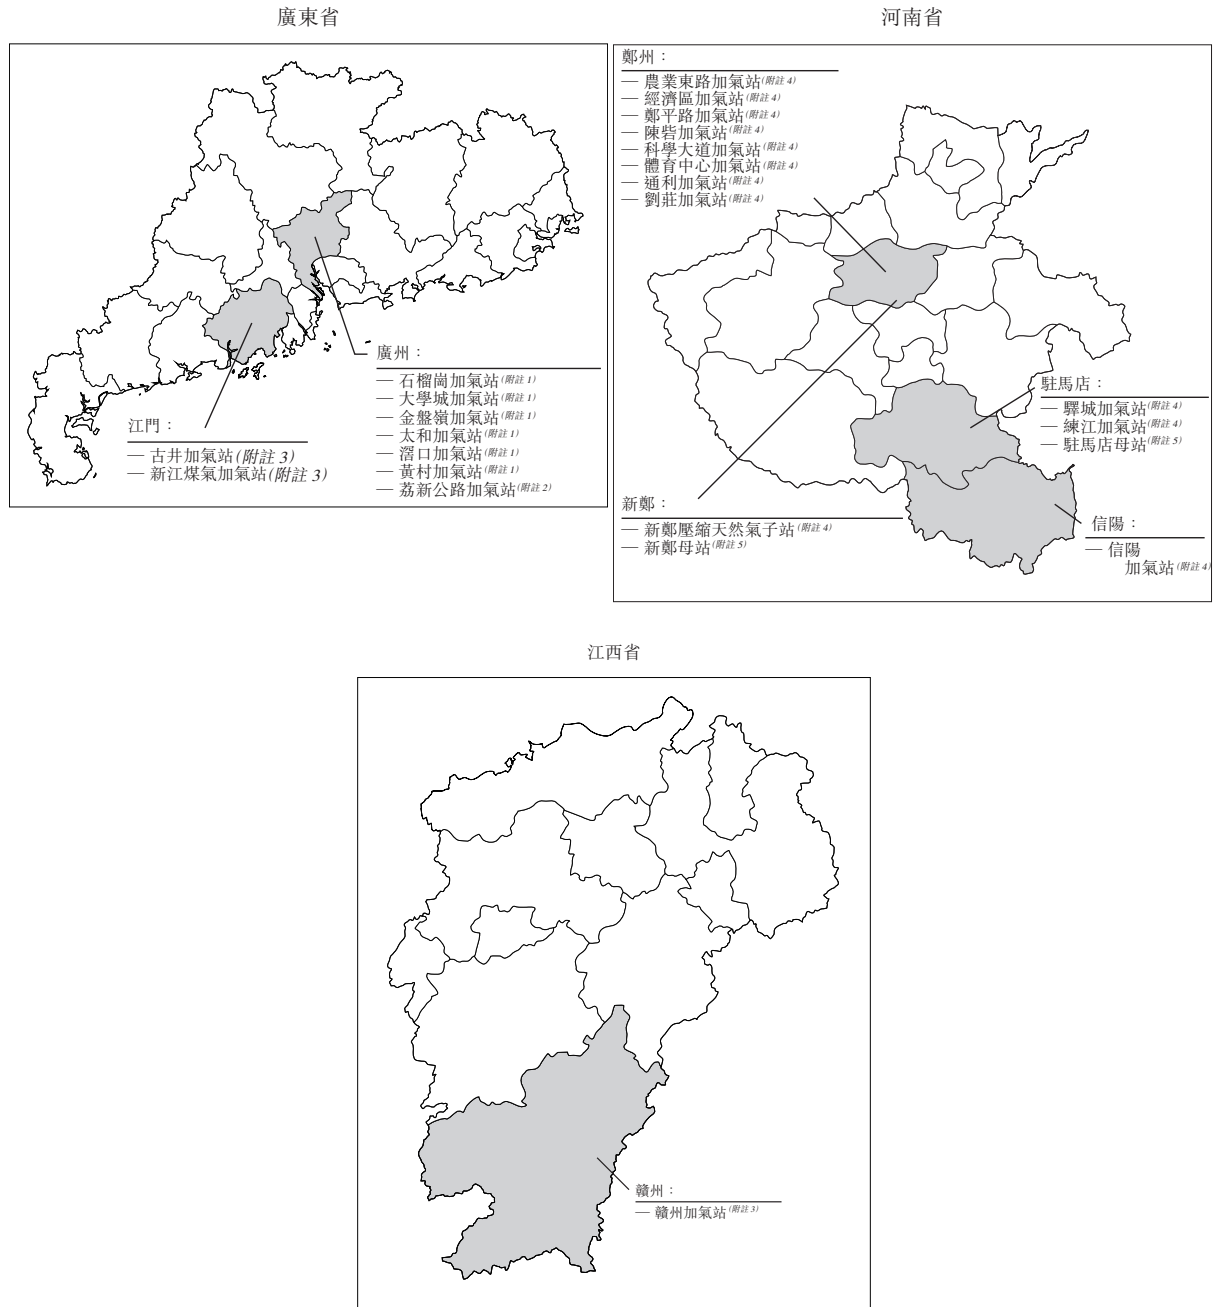 廣東省
江門：
— 古井加氣站(附註 3)
— 新江煤氣加氣站(附註 3)
廣州：
— 石榴崗加氣站(附註 1)
— 大學城加氣站(附註 1)
— 金盤嶺加氣站(附註 1)
— 太和加氣站(附註 1)
— 滘口加氣站(附註 1)
— 黃村加氣站(附註 1)
— 荔新公路加氣站(附註 2)
河南省
鄭州：
— 農業東路加氣站(附註 4)
— 經濟區加氣站(附註 4)
— 鄭平路加氣站(附註 4)
— 陳砦加氣站(附註 4)
— 科學大道加氣站(附註 4)
— 體育中心加氣站(附註 4)
— 通利加氣站(附註 4)
— 劉莊加氣站(附註 4)
駐馬店：
— 驛城加氣站(附註 4)
— 練江加氣站(附註 4)
— 駐馬店母站(附註 5)
新鄭：
— 新鄭壓縮天然氣子站(附註 4)
— 新鄭母站(附註 5)
信陽：
— 信陽
加氣站(附註 4)
江西省
贛州：
— 贛州加氣站(附註 3)